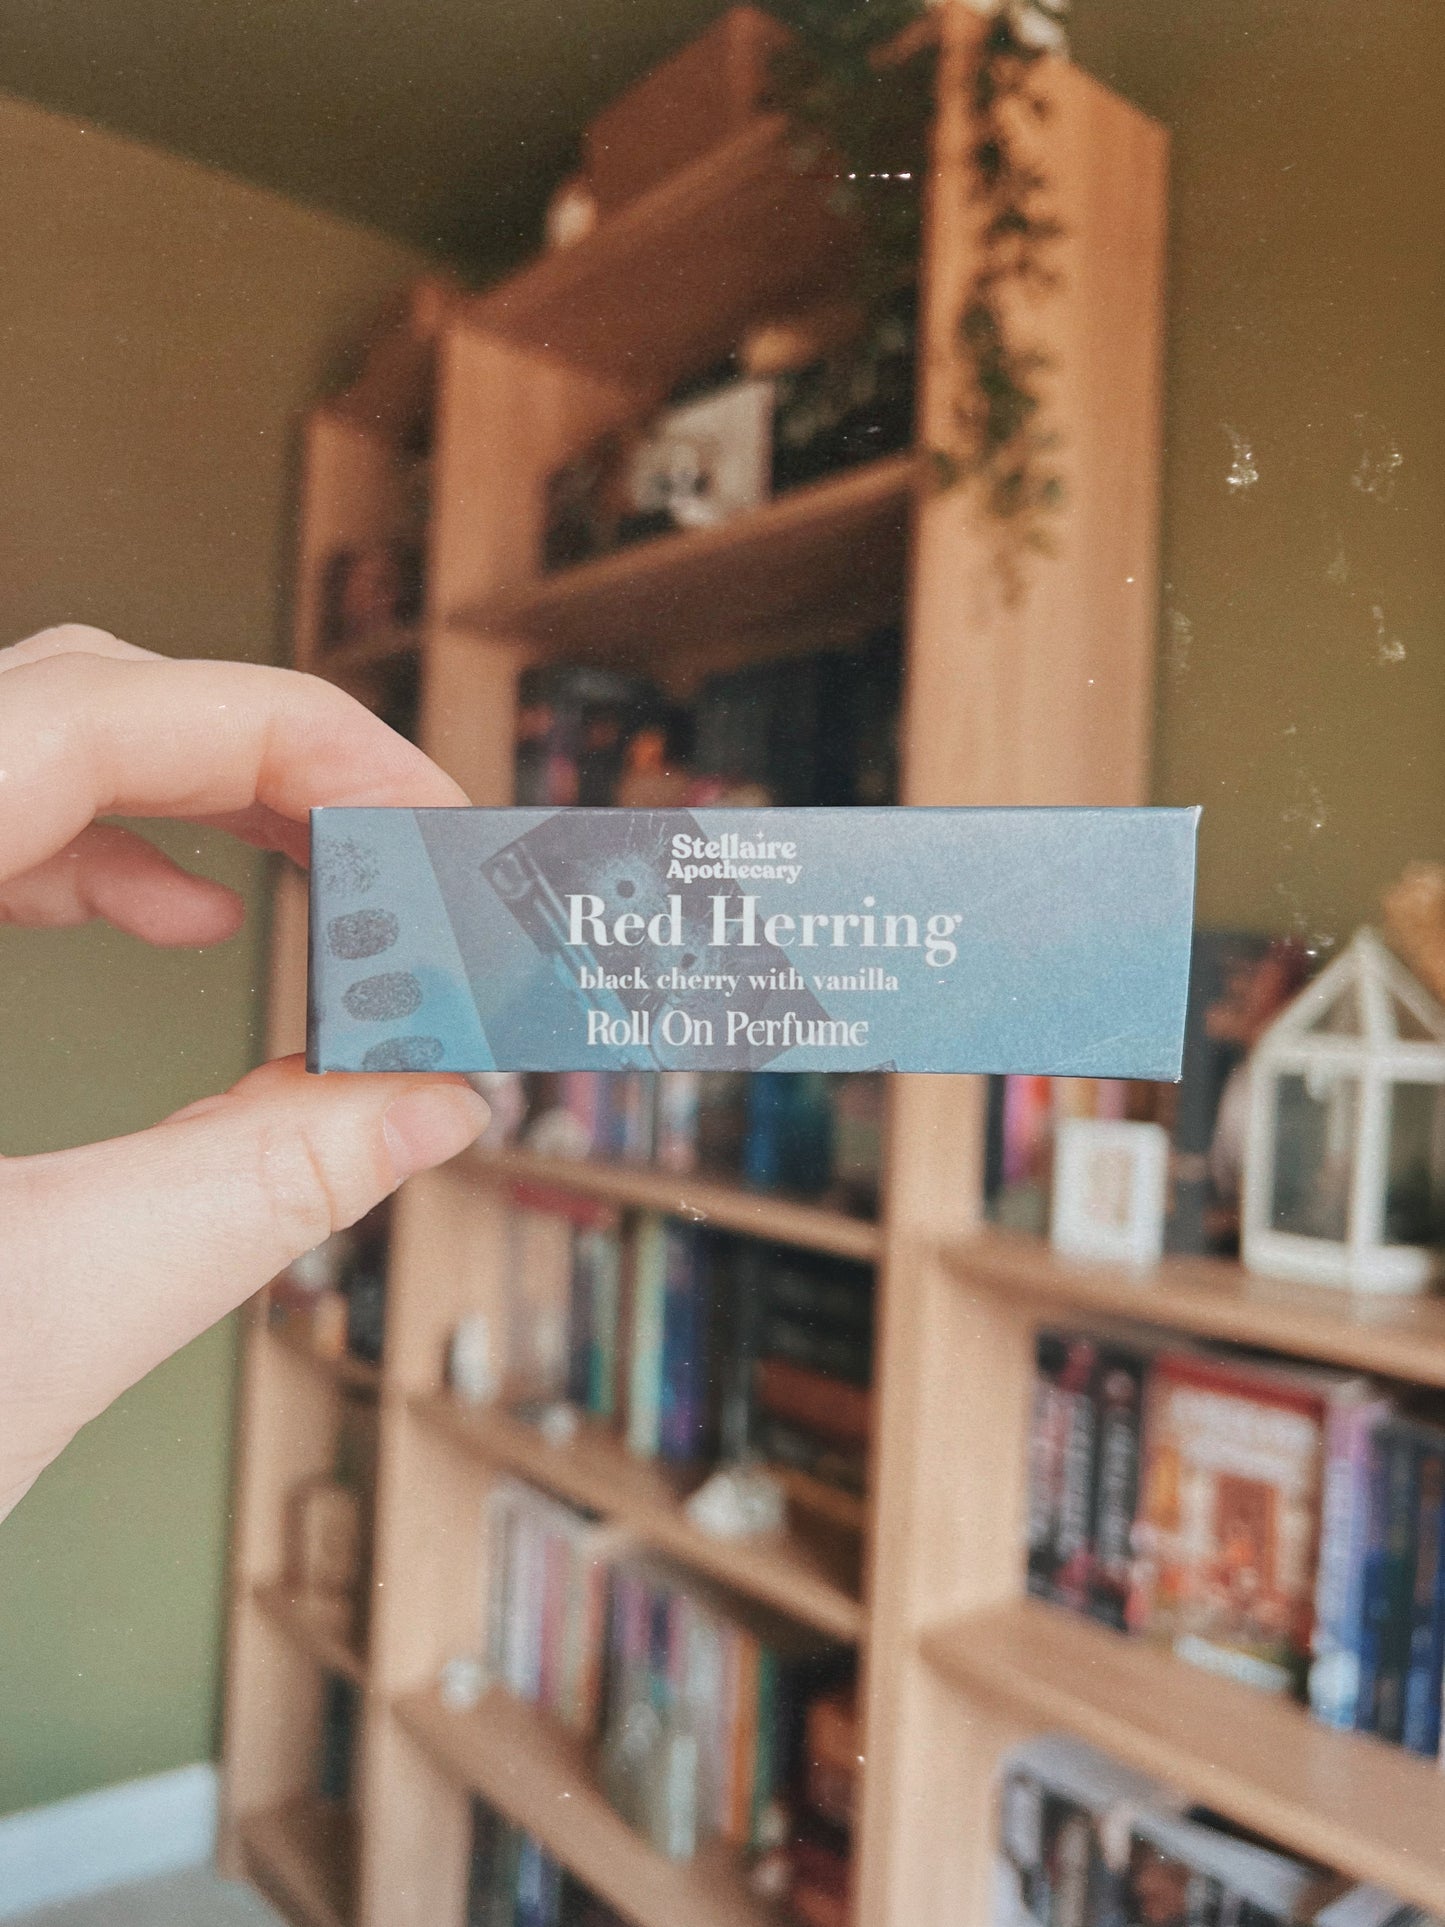 Stellaire
Apothecary
Red Herring
black cherry with vanilla
Roll On Perfume